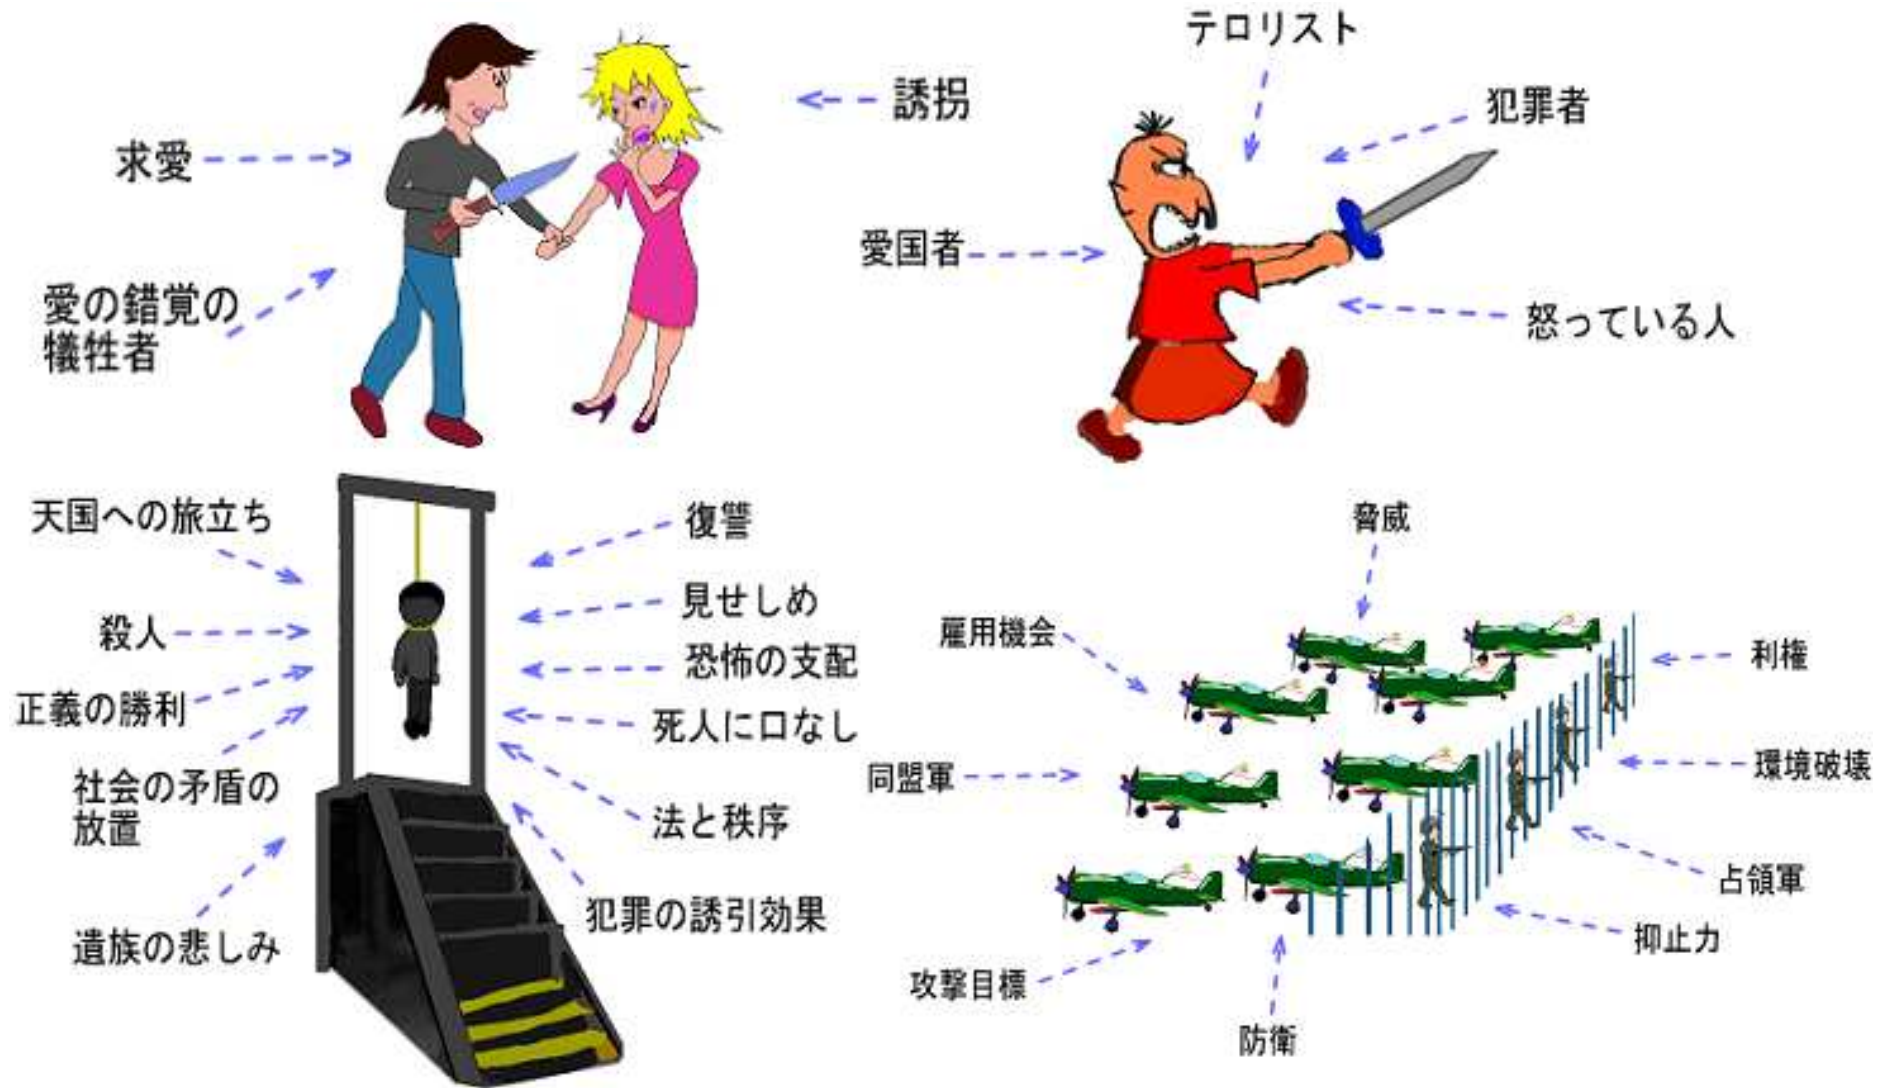 求愛
愛の錯覚の
犠牲者
誘拐
テロリスト
犯罪者
愛国者
怒っている人
天国への旅立ち
殺人
正義の勝利
社会の矛盾の
放置
遺族の悲しみ
復讐
見せしめ
恐怖の支配
死人に口なし
法と秩序
犯罪の誘引効果
脅威
雇用機会
利権
同盟軍
環境破壊
占領軍
抑止力
攻撃目標
防衛